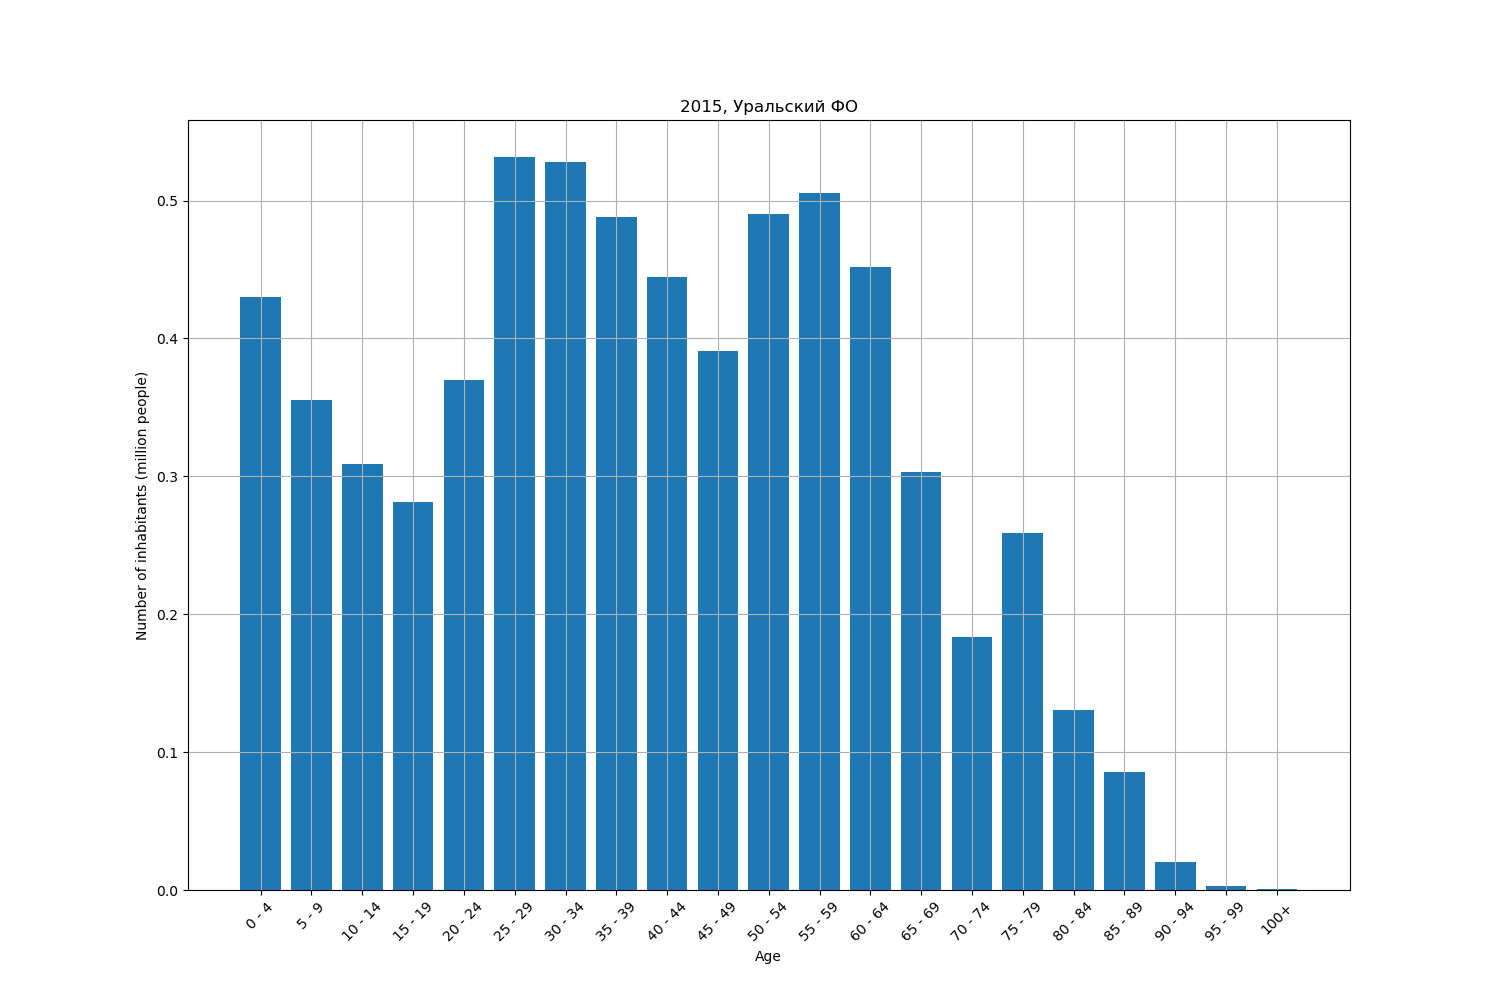 2015, Уральский ФО
Number of inhabitants (million people)
0.5
0.4
0.3
0.2
0.1
0.0
0 - 4
5 - 9
10 - 14
15 - 19
20 - 24
25 - 29
30 - 34
35 - 39
40 - 44
45 - 49
50 - 54
55 - 59
60 - 64
65 - 69
70 - 74
75 - 79
80 - 84
85 - 89
90 - 94
95 - 99
100+
Age